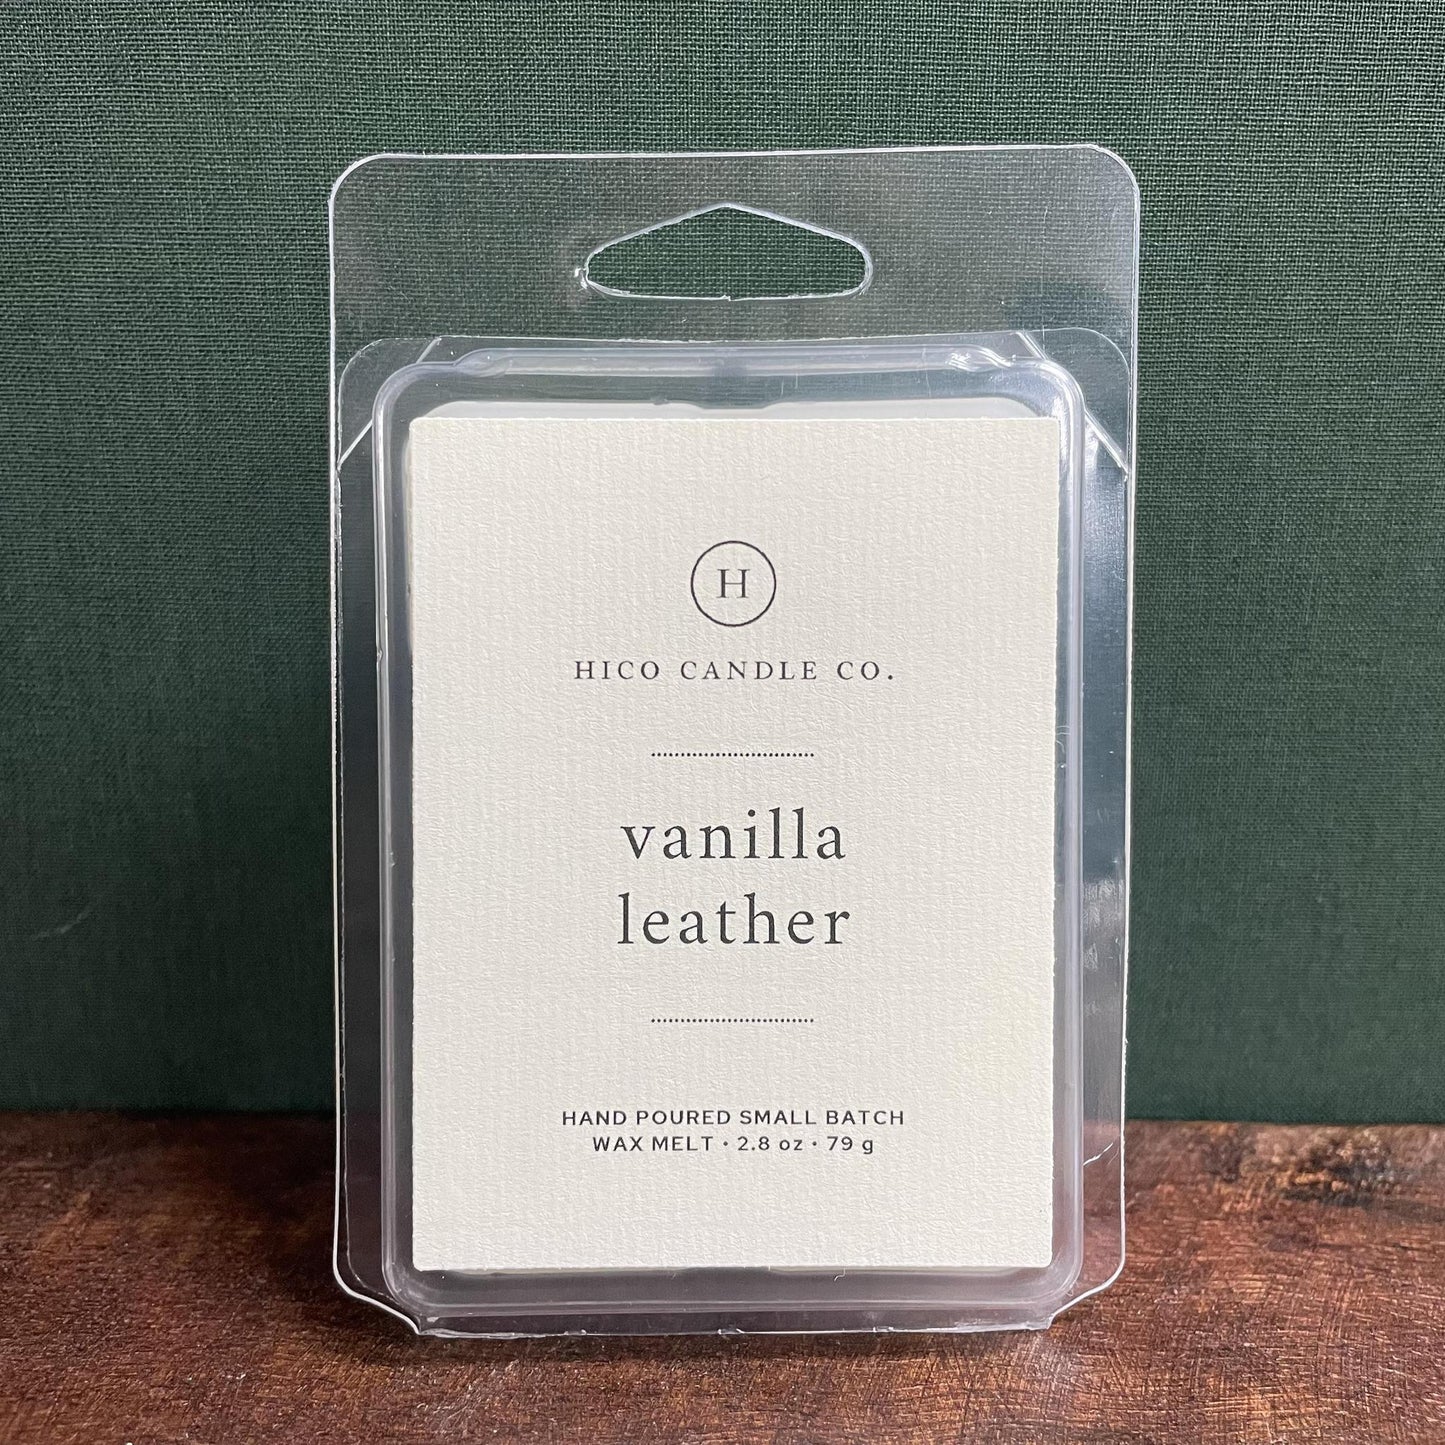 H
HICO CANDLE CO.
vanilla
leather
HAND POURED SMALL BATCH
WAX MELT • 2.8 oz • 79 g